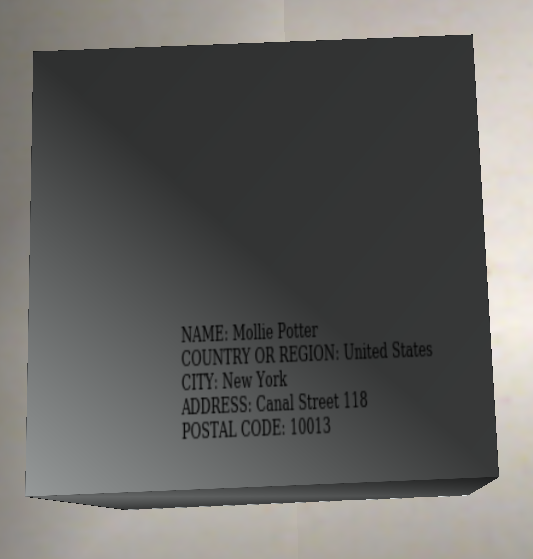 NAME: Mollie Potter
COUNTRY OR REGION: United States
CITY: New York
ADDRESS: Canal Street 118
POSTAL CODE: 10013